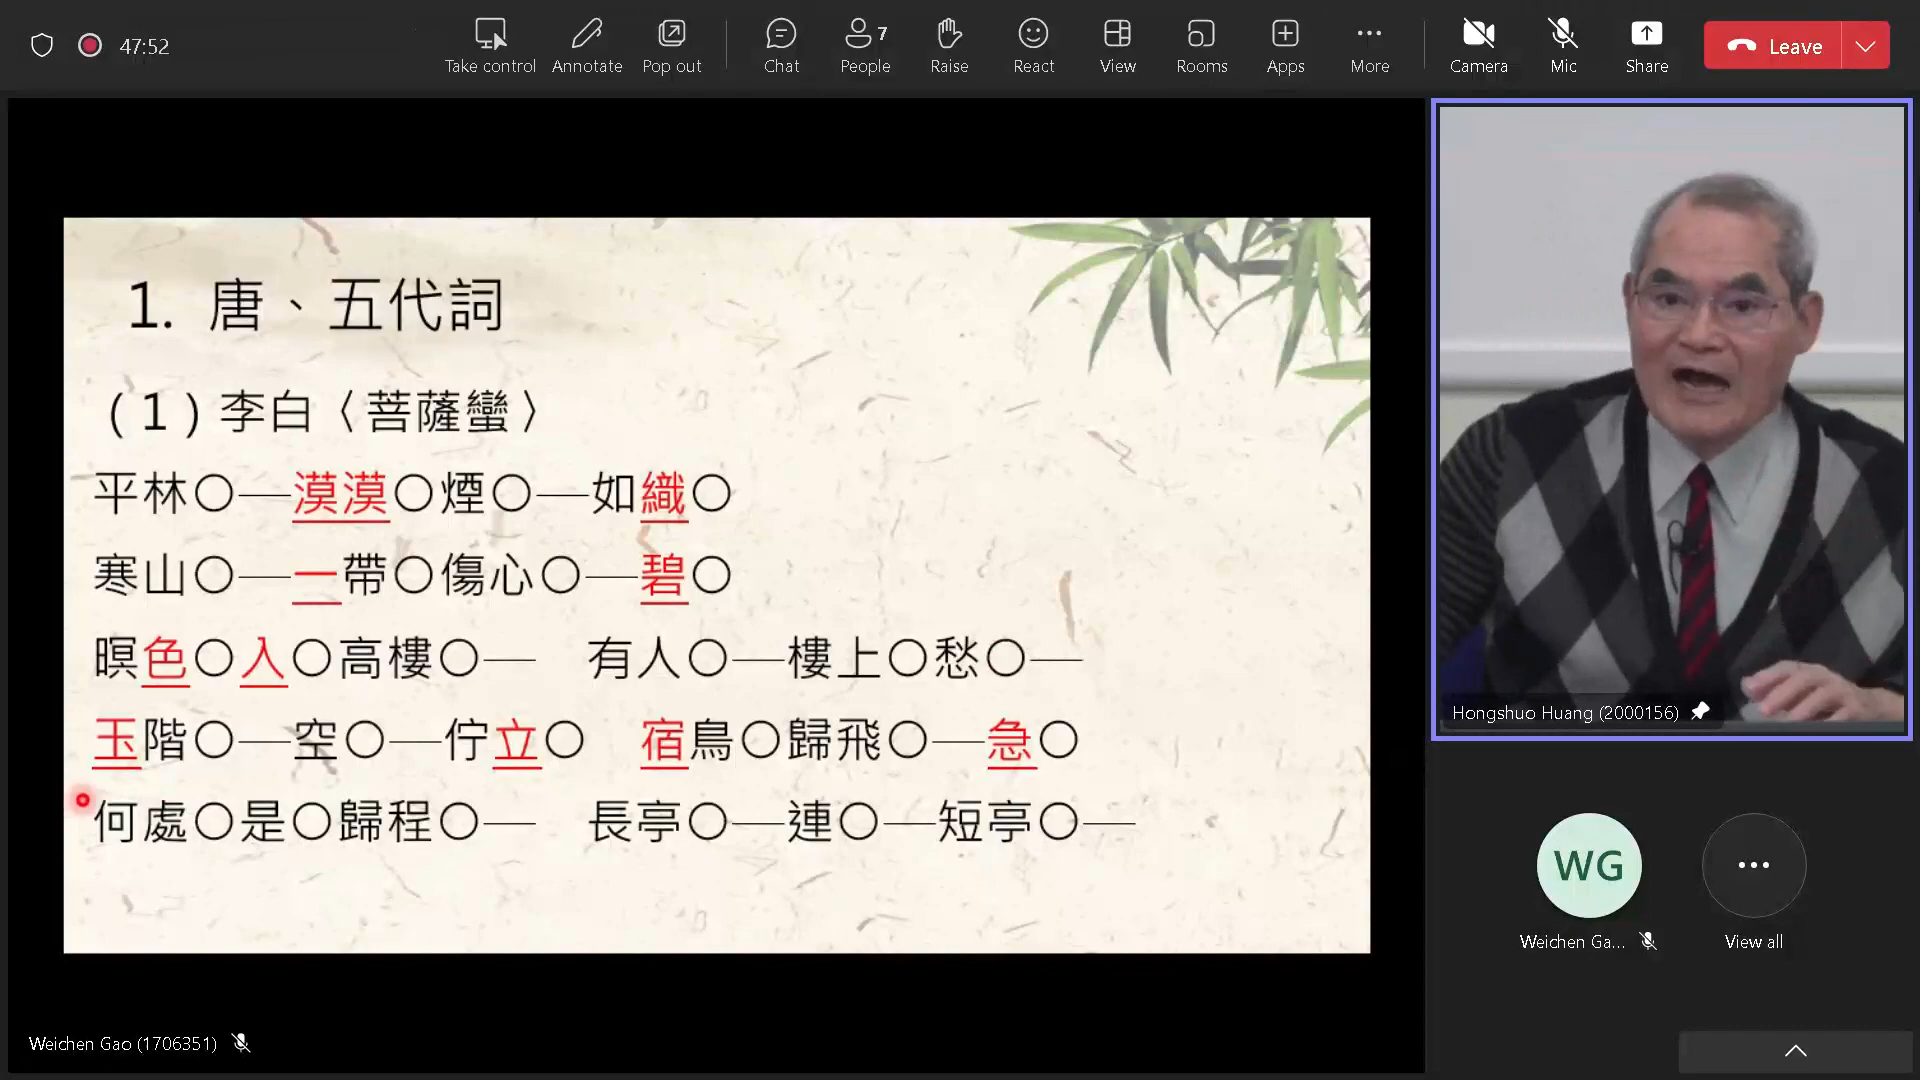 47:52
Take control
Annotate
Pop out
Chat
People 7
Raise
React
View
Rooms
Apps
More
Camera
Mic
Share
Leave
1. 唐、五代詞
(1)李白〈菩薩蠻〉
平林○—漠漠○煙○—如織○
寒山○—一帶○傷心○—碧○
暝色○入○高樓○— 有人○—樓上○愁○—
玉階○—空○—佇立○ 宿鳥○歸飛○—急○
何處○是○歸程○— 長亭○—連○—短亭○—
Hongshuo Huang (2000156)
WG
Weichen Ga...
View all
Weichen Gao (1706351)